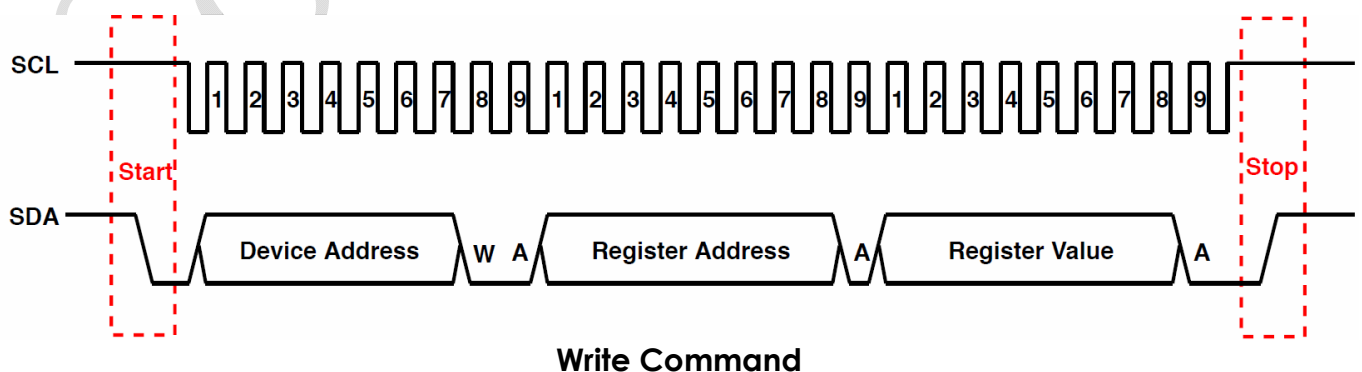 SCL 1 2 3 4 5 6 7 8 9 1 2 3 4 5 6 7 8 9 1 2 3 4 5 6 7 8 9
Start Stop
SDA Device Address W A Register Address A Register Value A
Write Command